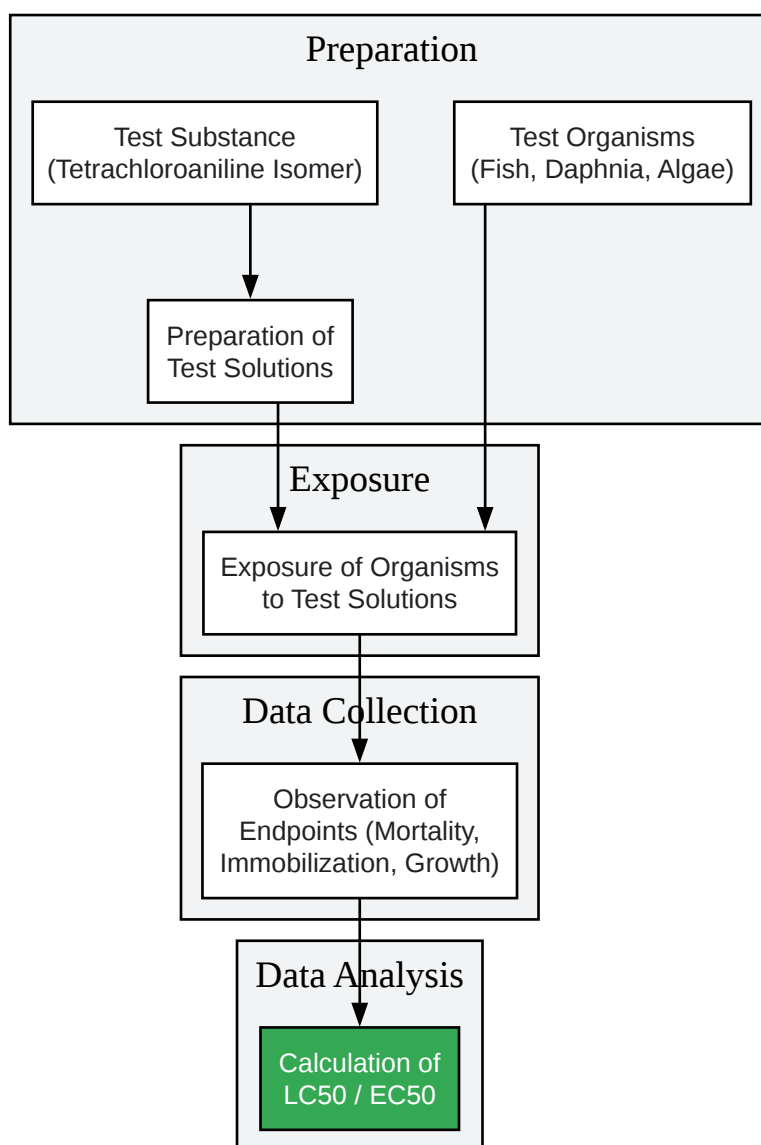 Preparation
Test Substance
(Tetrachloroaniline Isomer)
Test Organisms
(Fish, Daphnia, Algae)
Preparation of
Test Solutions
Exposure
Exposure of Organisms
to Test Solutions
Data Collection
Observation of
Endpoints (Mortality,
Immobilization, Growth)
Data Analysis
Calculation of
LC50 / EC50